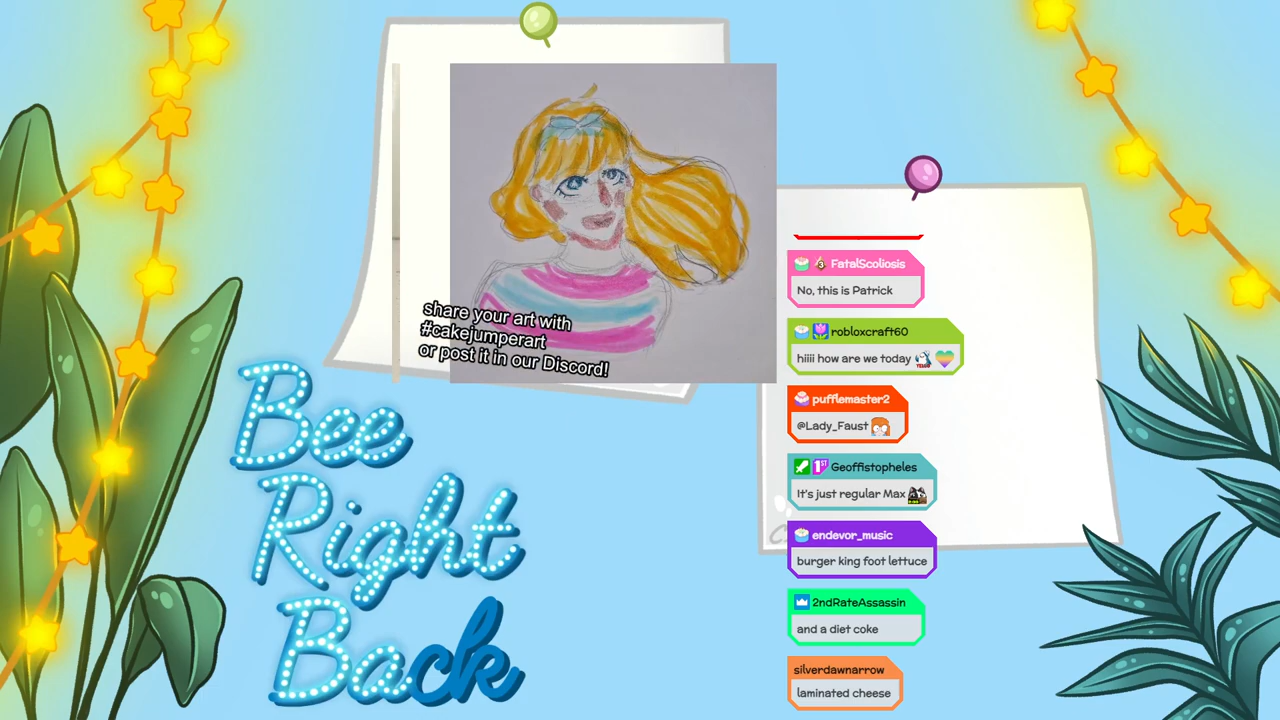 share your art with
#cakejumperart
or post it in our Discord!
Bee
Right
Back
FatalScoliosis
No, this is Patrick
robloxcraft60
hiiii how are we today
pufflemaster2
@Lady_Faust
1ST Geoffistopheles
It's just regular Max
endevor_music
burger king foot lettuce
2ndRateAssassin
and a diet coke
silverdawnarrow
laminated cheese